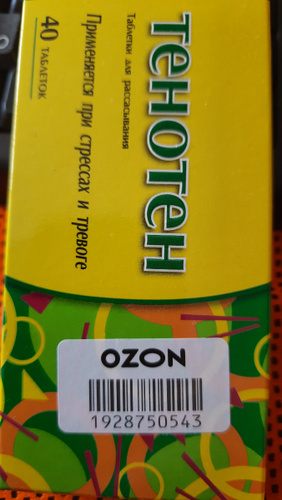 ТЕНОТЕН
Таблетки для рассасывания
Применяется при стрессах и тревоге
40 ТАБЛЕТОК
OZON
1928750543